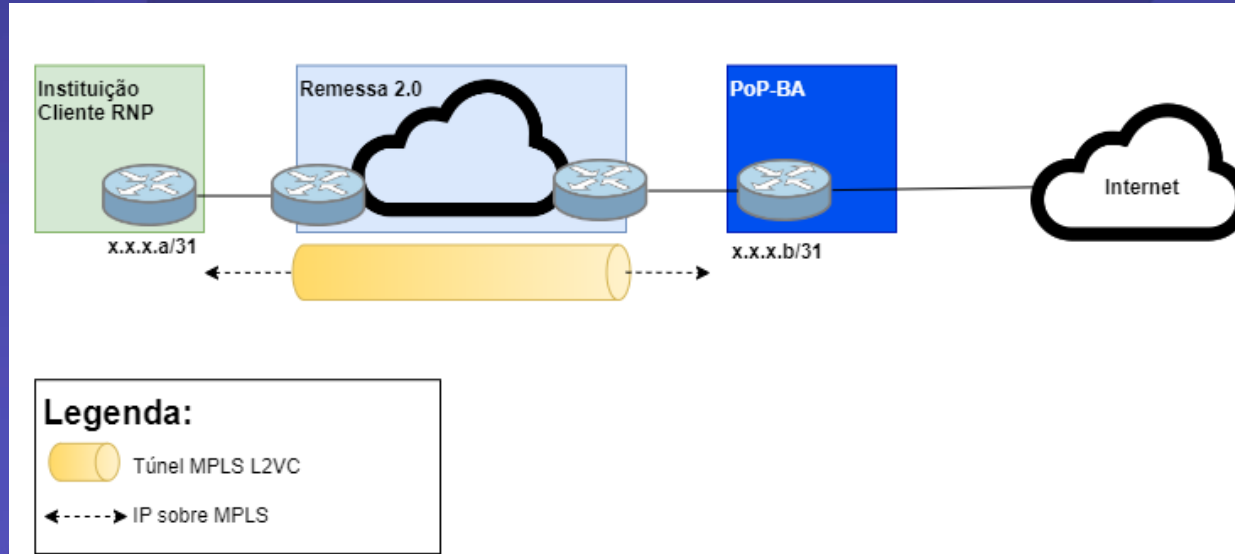 Instituição
Cliente RNP
Remessa 2.0
PoP-BA
Internet
x.x.x.a/31
x.x.x.b/31
Legenda:
Túnel MPLS L2VC
IP sobre MPLS